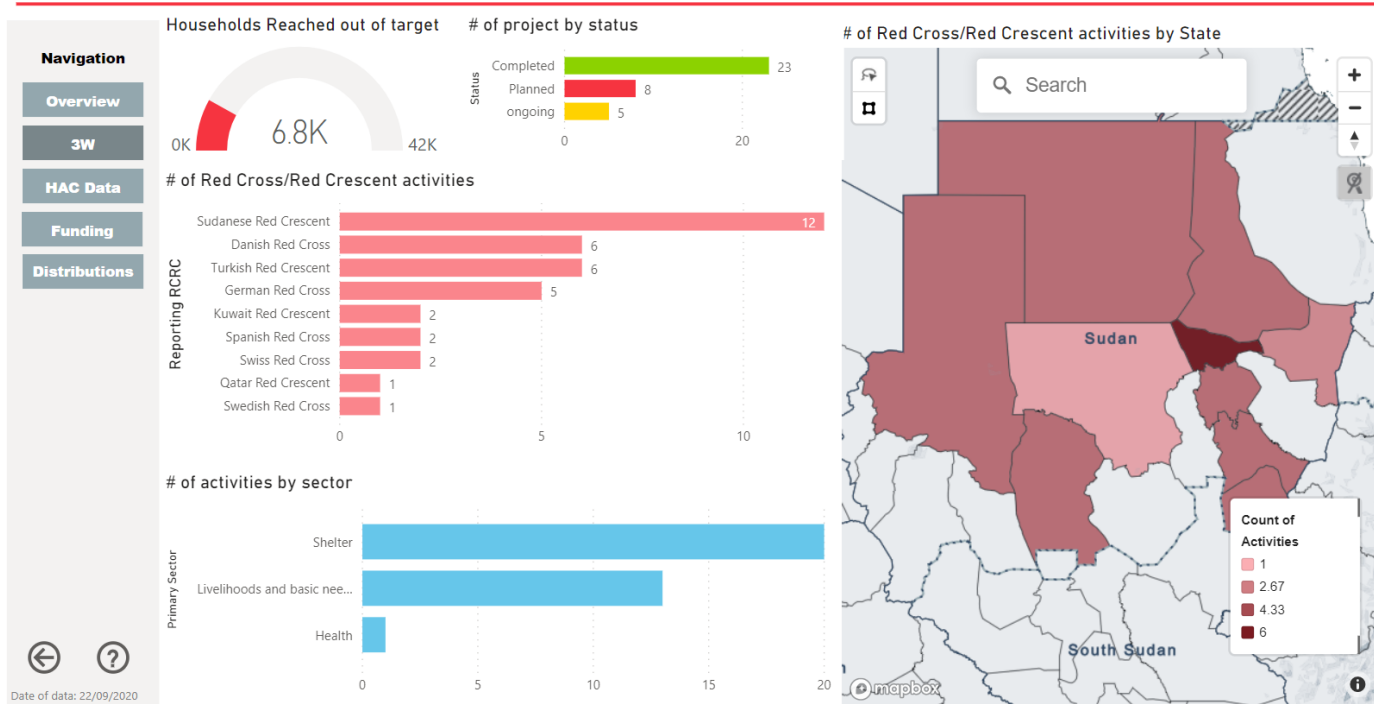 Navigation
Overview
3W
HAC Data
Funding
Distributions
Date of data: 22/09/2020
Households Reached out of target
0K
6.8K
42K
# of project by status
Status
Completed
23
Planned
8
ongoing
5
0
20
# of Red Cross/Red Crescent activities
Reporting RCRC
Sudanese Red Crescent
12
Danish Red Cross
6
Turkish Red Crescent
6
German Red Cross
5
Kuwait Red Crescent
2
Spanish Red Cross
2
Swiss Red Cross
2
Qatar Red Crescent
1
Swedish Red Cross
1
0
5
10
# of activities by sector
Primary Sector
Shelter
Livelihoods and basic nee...
Health
0
5
10
15
20
# of Red Cross/Red Crescent activities by State
Search
Sudan
South Sudan
Count of
Activities
1
2.67
4.33
6
mapbox